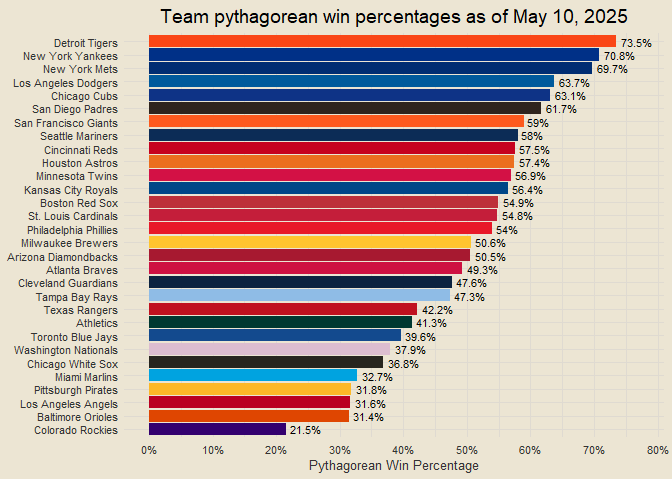 Team pythagorean win percentages as of May 10, 2025
Detroit Tigers 73.5%
New York Yankees 70.8%
New York Mets 69.7%
Los Angeles Dodgers 63.7%
Chicago Cubs 63.1%
San Diego Padres 61.7%
San Francisco Giants 59%
Seattle Mariners 58%
Cincinnati Reds 57.5%
Houston Astros 57.4%
Minnesota Twins 56.9%
Kansas City Royals 56.4%
Boston Red Sox 54.9%
St. Louis Cardinals 54.8%
Philadelphia Phillies 54%
Milwaukee Brewers 50.6%
Arizona Diamondbacks 50.5%
Atlanta Braves 49.3%
Cleveland Guardians 47.6%
Tampa Bay Rays 47.3%
Texas Rangers 42.2%
Athletics 41.3%
Toronto Blue Jays 39.6%
Washington Nationals 37.9%
Chicago White Sox 36.8%
Miami Marlins 32.7%
Pittsburgh Pirates 31.8%
Los Angeles Angels 31.6%
Baltimore Orioles 31.4%
Colorado Rockies 21.5%
0% 10% 20% 30% 40% 50% 60% 70% 80%
Pythagorean Win Percentage